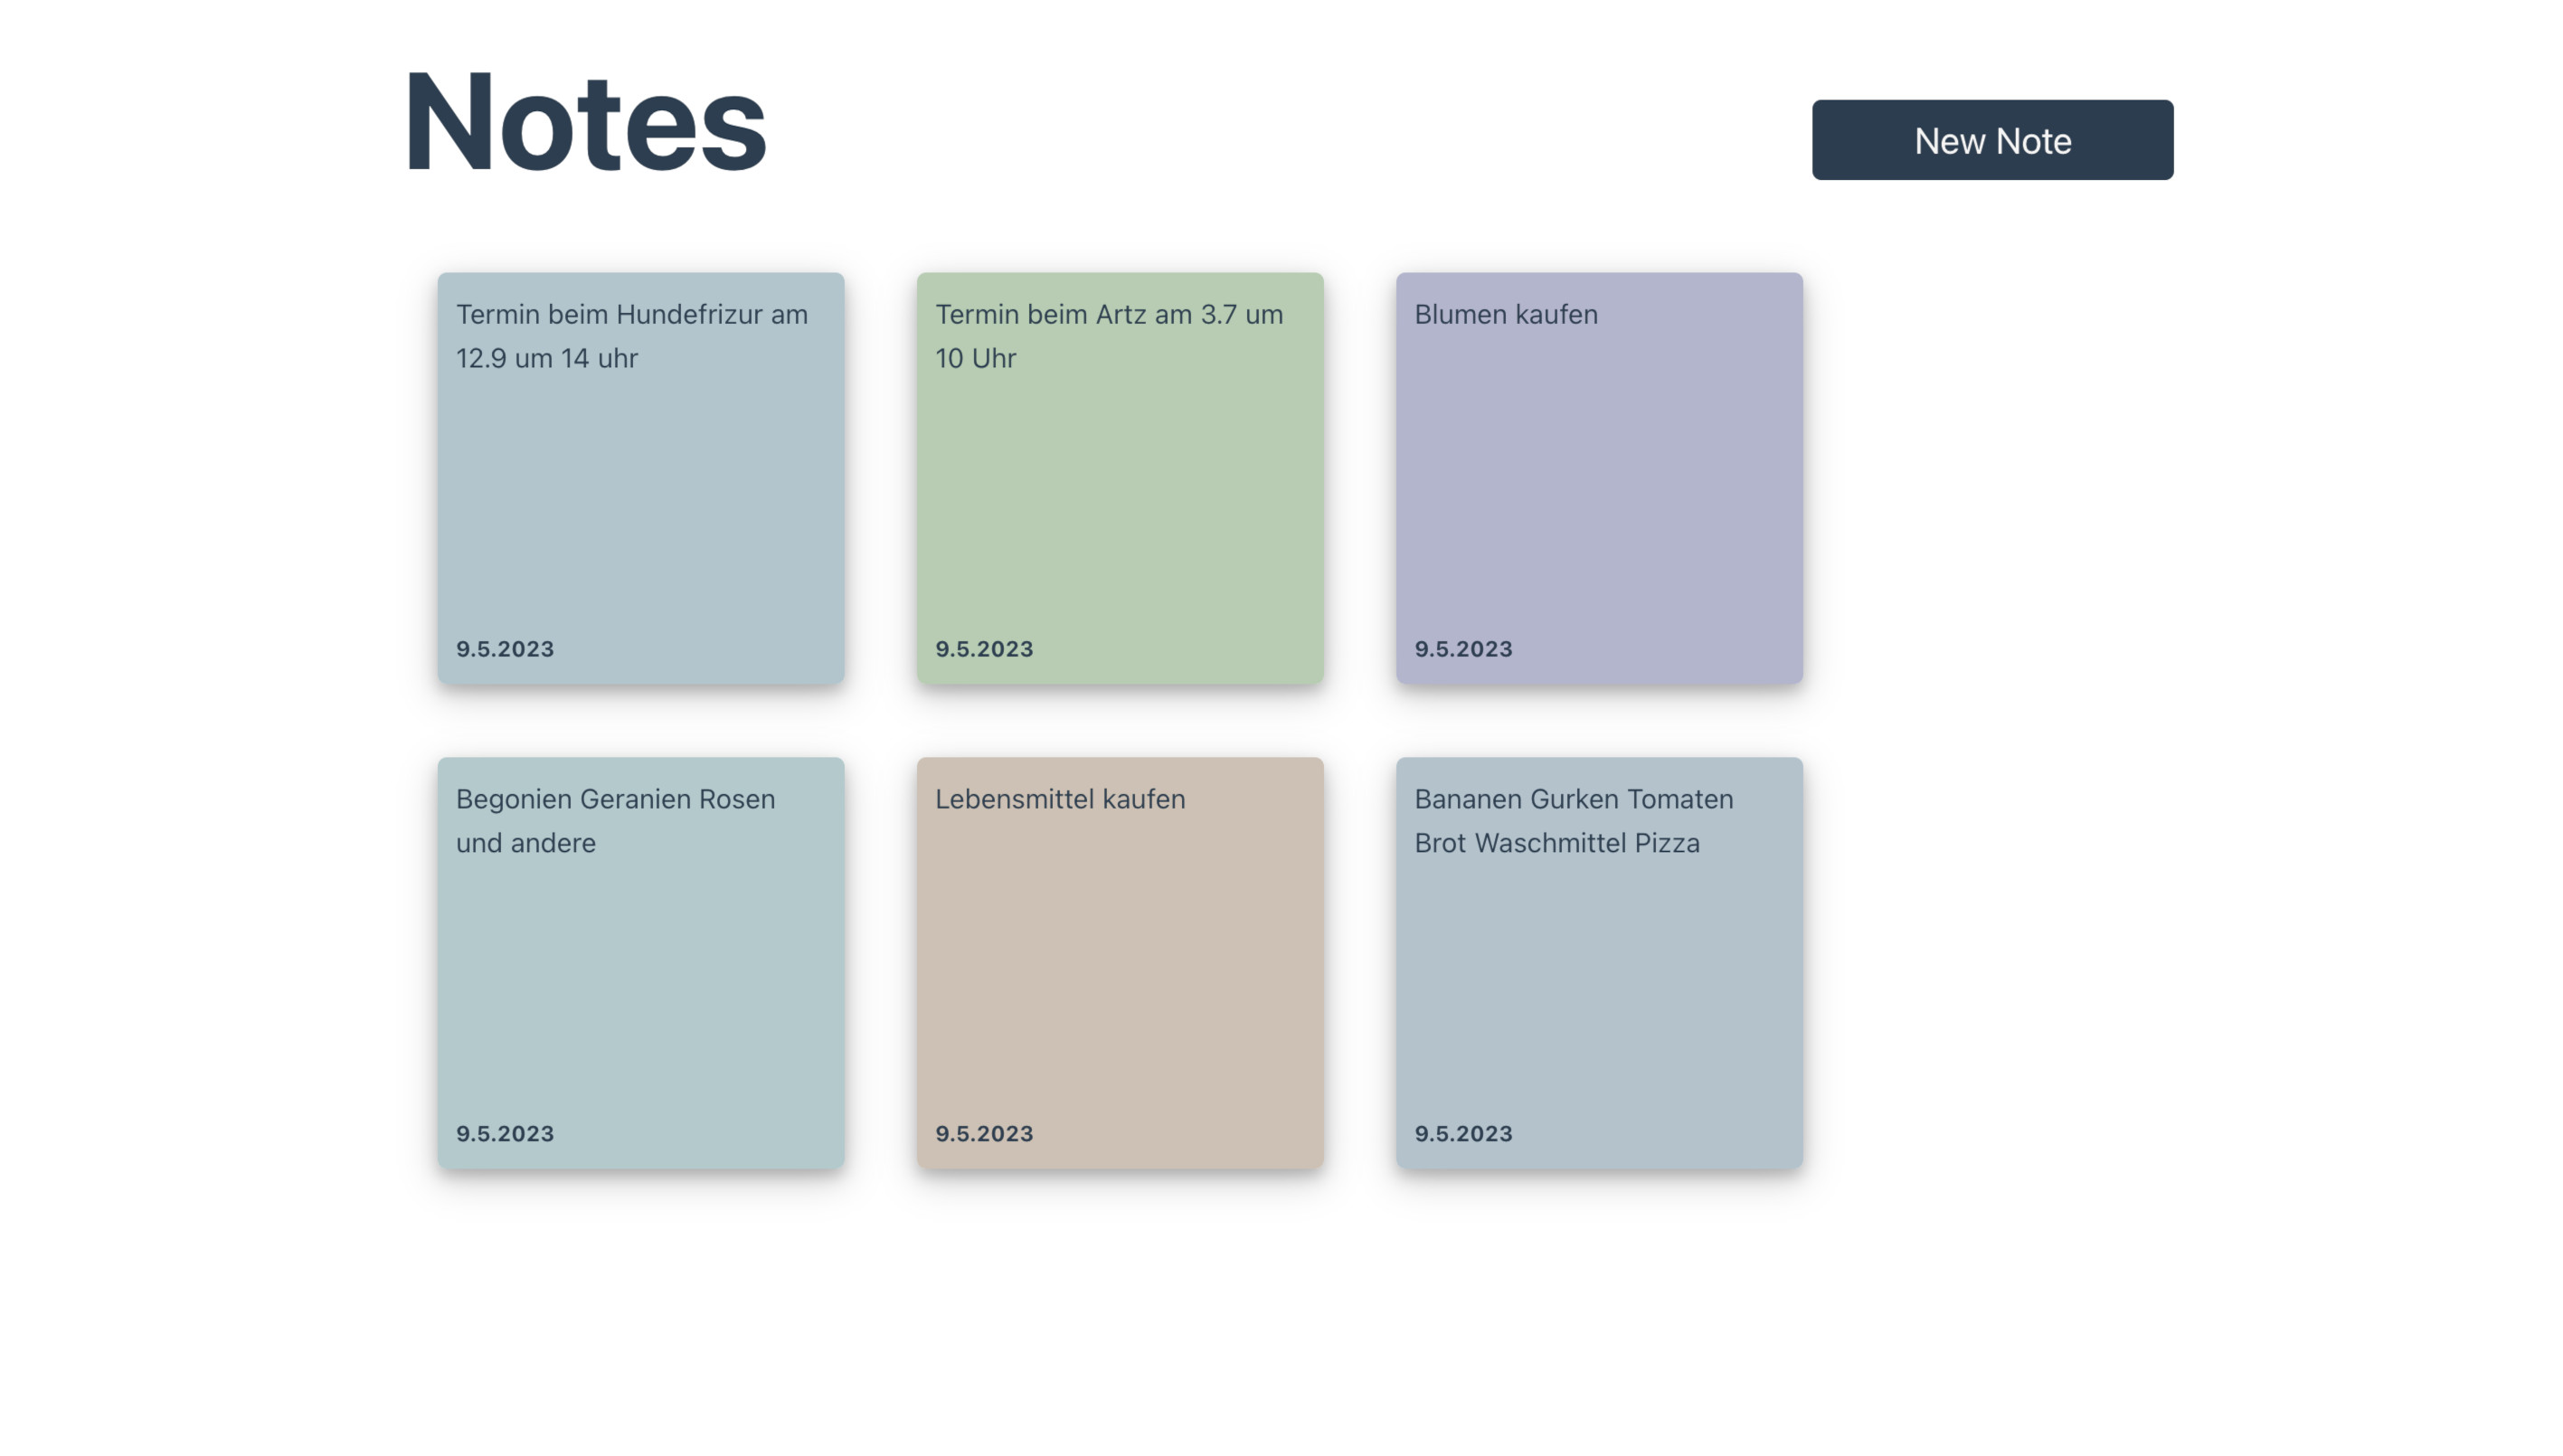 Notes
New Note
Termin beim Hundefrizur am
12.9 um 14 uhr
9.5.2023
Termin beim Artz am 3.7 um
10 Uhr
9.5.2023
Blumen kaufen
9.5.2023
Begonien Geranien Rosen
und andere
9.5.2023
Lebensmittel kaufen
9.5.2023
Bananen Gurken Tomaten
Brot Waschmittel Pizza
9.5.2023